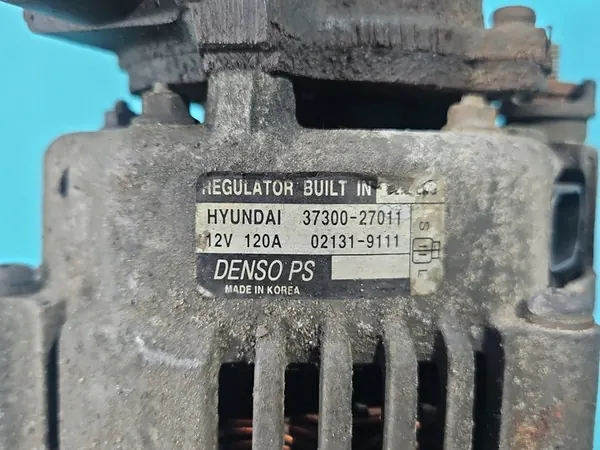 REGULATOR BUILT IN
HYUNDAI 37300-27011
12V 120A 02131-9111
S
L
DENSO PS
MADE IN KOREA